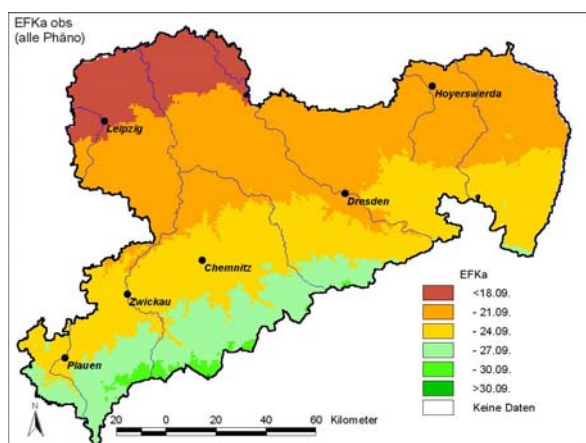 EFKa obs
(alle Phäno)
Hoyerswerda
Leipzig
Dresden
Chemnitz
Zwickau
Plauen
EFKa
<18.09.
- 21.09.
- 24.09.
- 27.09.
- 30.09.
>30.09.
Keine Daten
N
20 0 20 40 60 Kilometer